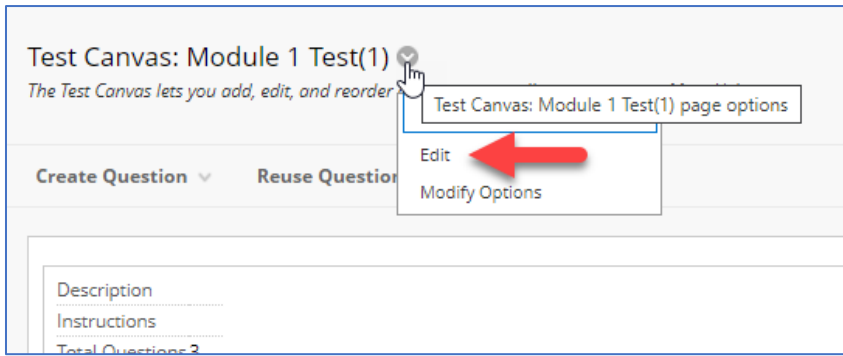 Test Canvas: Module 1 Test(1)
The Test Canvas lets you add, edit, and reorder
Test Canvas: Module 1 Test(1) page options
Edit
Create Question Reuse Question
Modify Options
Description
Instructions
Total Questions 3